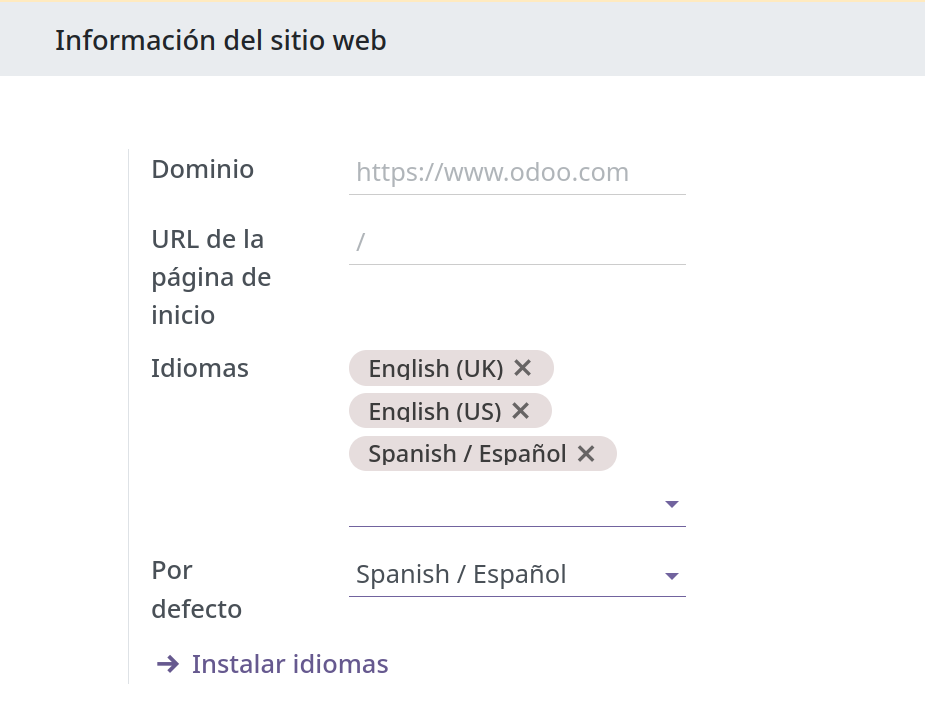 Información del sitio web
Dominio
https://www.odoo.com
URL de la
página de
inicio
/
Idiomas
English (UK)
English (US)
Spanish / Español
Por
defecto
Spanish / Español
Instalar idiomas